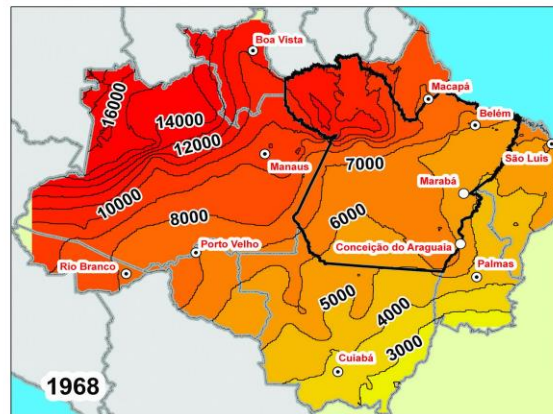 Boa Vista
16000
14000
Macapá
12000
Belém
Manaus
7000
São Luis
Marabá
10000
8000
6000
Conceição do Araguaia
Porto Velho
Rio Branco
Palmas
5000
4000
3000
Cuiabá
1968